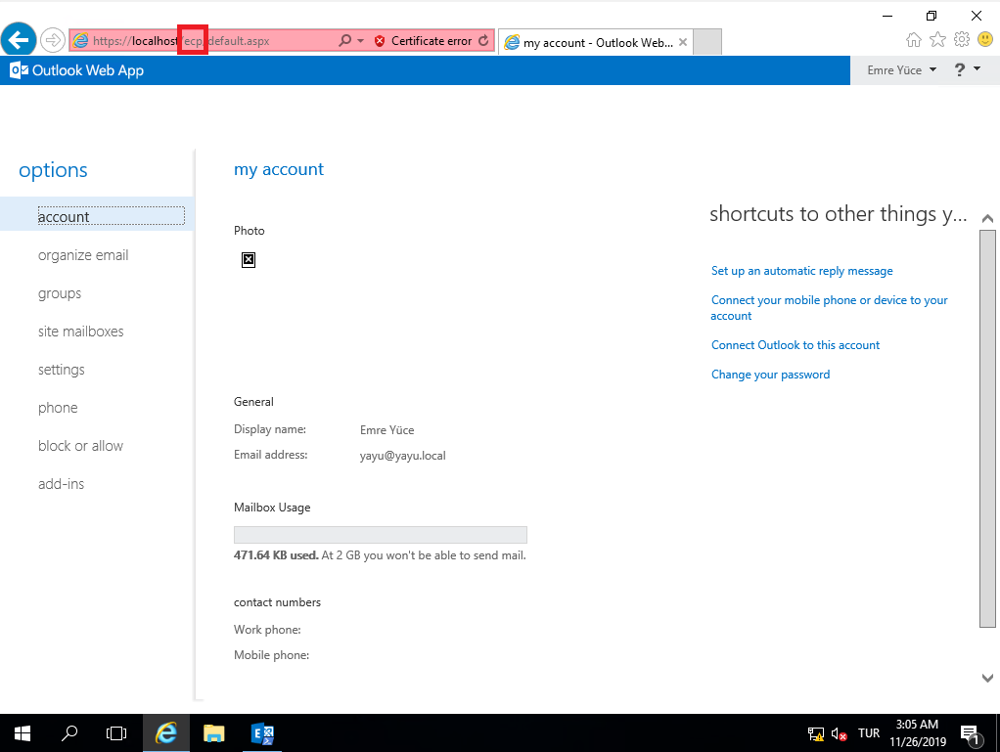 https://localhost/ecp/default.aspx
Certificate error
my account - Outlook Web...
Outlook Web App
Emre Yüce
?
options
account
organize email
groups
site mailboxes
settings
phone
block or allow
add-ins
my account
Photo
General
Display name: Emre Yüce
Email address: yayu@yayu.local
Mailbox Usage
471.64 KB used. At 2 GB you won't be able to send mail.
contact numbers
Work phone:
Mobile phone:
shortcuts to other things y...
Set up an automatic reply message
Connect your mobile phone or device to your
account
Connect Outlook to this account
Change your password
TUR
3:05 AM
11/26/2019
1